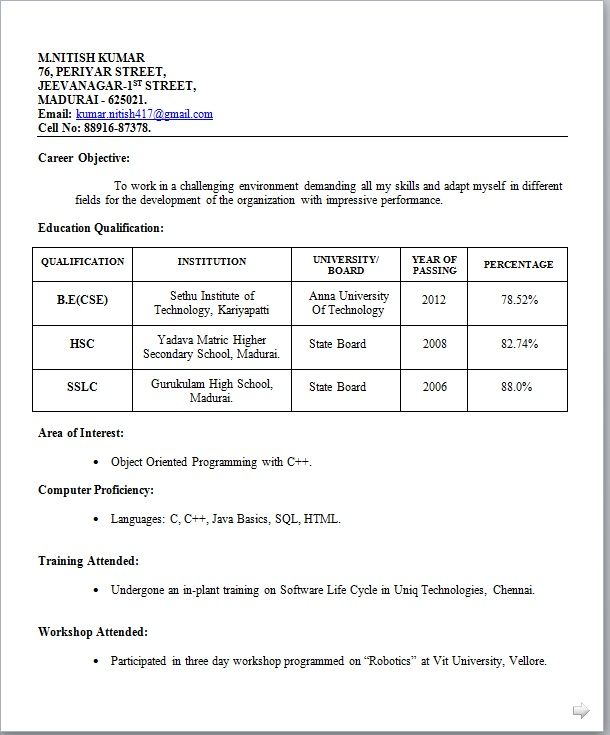 M.NITISH KUMAR
76, PERIYAR STREET,
JEEVANAGAR-1ST STREET,
MADURAI - 625021.
Email: kumar.nitish417@gmail.com
Cell No: 88916-87378.
Career Objective:
To work in a challenging environment demanding all my skills and adapt myself in different
fields for the development of the organization with impressive performance.
Education Qualification:
QUALIFICATION INSTITUTION UNIVERSITY/ BOARD YEAR OF PASSING PERCENTAGE
B.E(CSE) Sethu Institute of Technology, Kariyapatti Anna University Of Technology 2012 78.52%
HSC Yadava Matric Higher Secondary School, Madurai. State Board 2008 82.74%
SSLC Gurukulam High School, Madurai. State Board 2006 88.0%
Area of Interest:
• Object Oriented Programming with C++.
Computer Proficiency:
• Languages: C, C++, Java Basics, SQL, HTML.
Training Attended:
• Undergone an in-plant training on Software Life Cycle in Uniq Technologies, Chennai.
Workshop Attended:
• Participated in three day workshop programmed on “Robotics” at Vit University, Vellore.